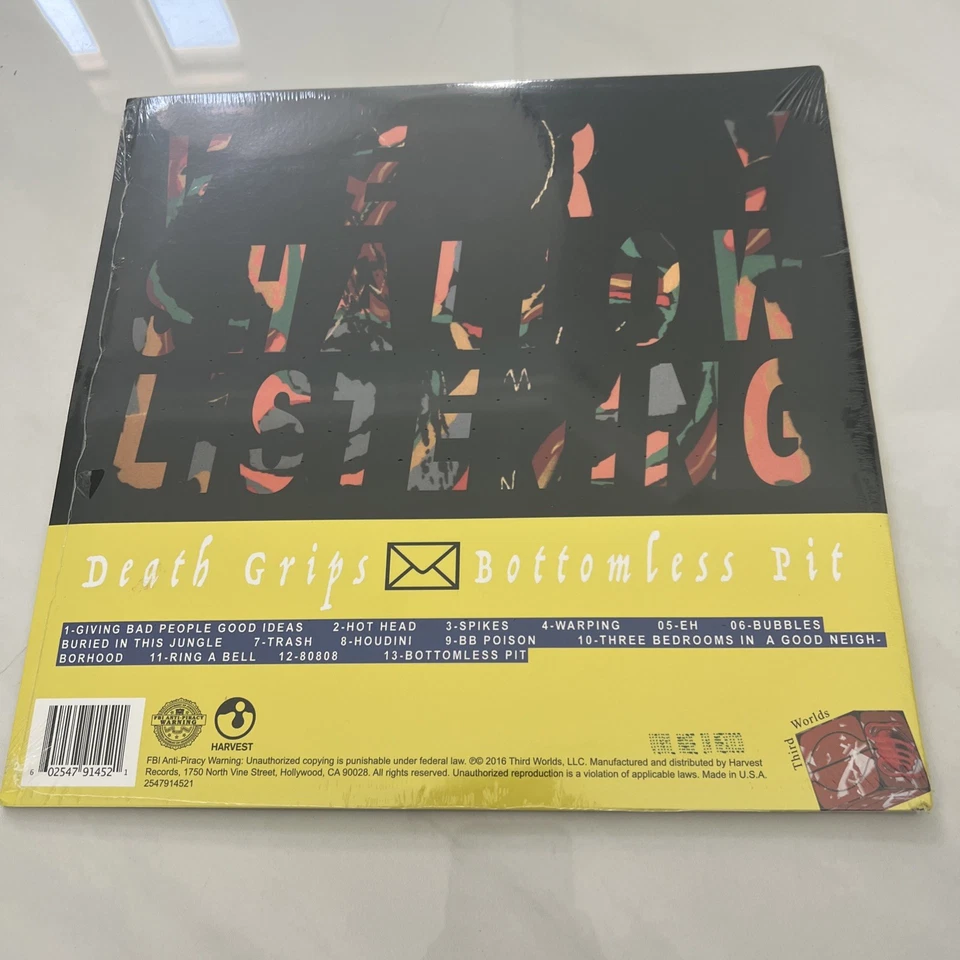 LISTENING
Death Grips Bottomless Pit
1-GIVING BAD PEOPLE GOOD IDEAS 2-HOT HEAD 3-SPIKES 4-WARPING 05-EH 06-BUBBLES
BURIED IN THIS JUNGLE 7-TRASH 8-HOUDINI 9-BB POISON 10-THREE BEDROOMS IN A GOOD NEIGH-
BORHOOD 11-RING A BELL 12-80808 13-BOTTOMLESS PIT
FBI ANTI-PIRACY
WARNING
HARVEST
VINYL MADE IN MEXICO
Third Worlds
6 02547 91452 1
FBI Anti-Piracy Warning: Unauthorized copying is punishable under federal law. ℗© 2016 Third Worlds, LLC. Manufactured and distributed by Harvest
Records, 1750 North Vine Street, Hollywood, CA 90028. All rights reserved. Unauthorized reproduction is a violation of applicable laws. Made in U.S.A.
2547914521